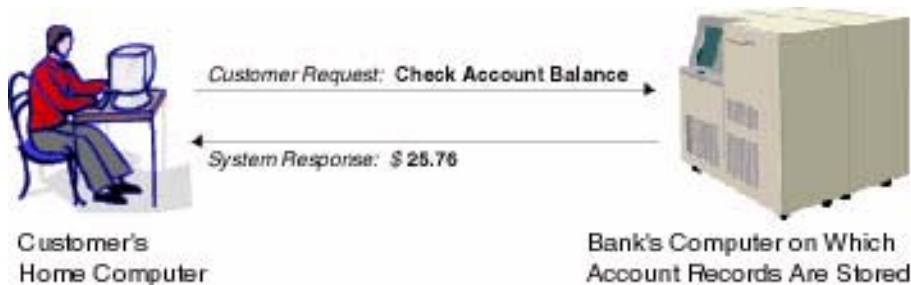 Customer Request: Check Account Balance
System Response: $ 25.76
Customer's
Home Computer
Bank's Computer on Which
Account Records Are Stored